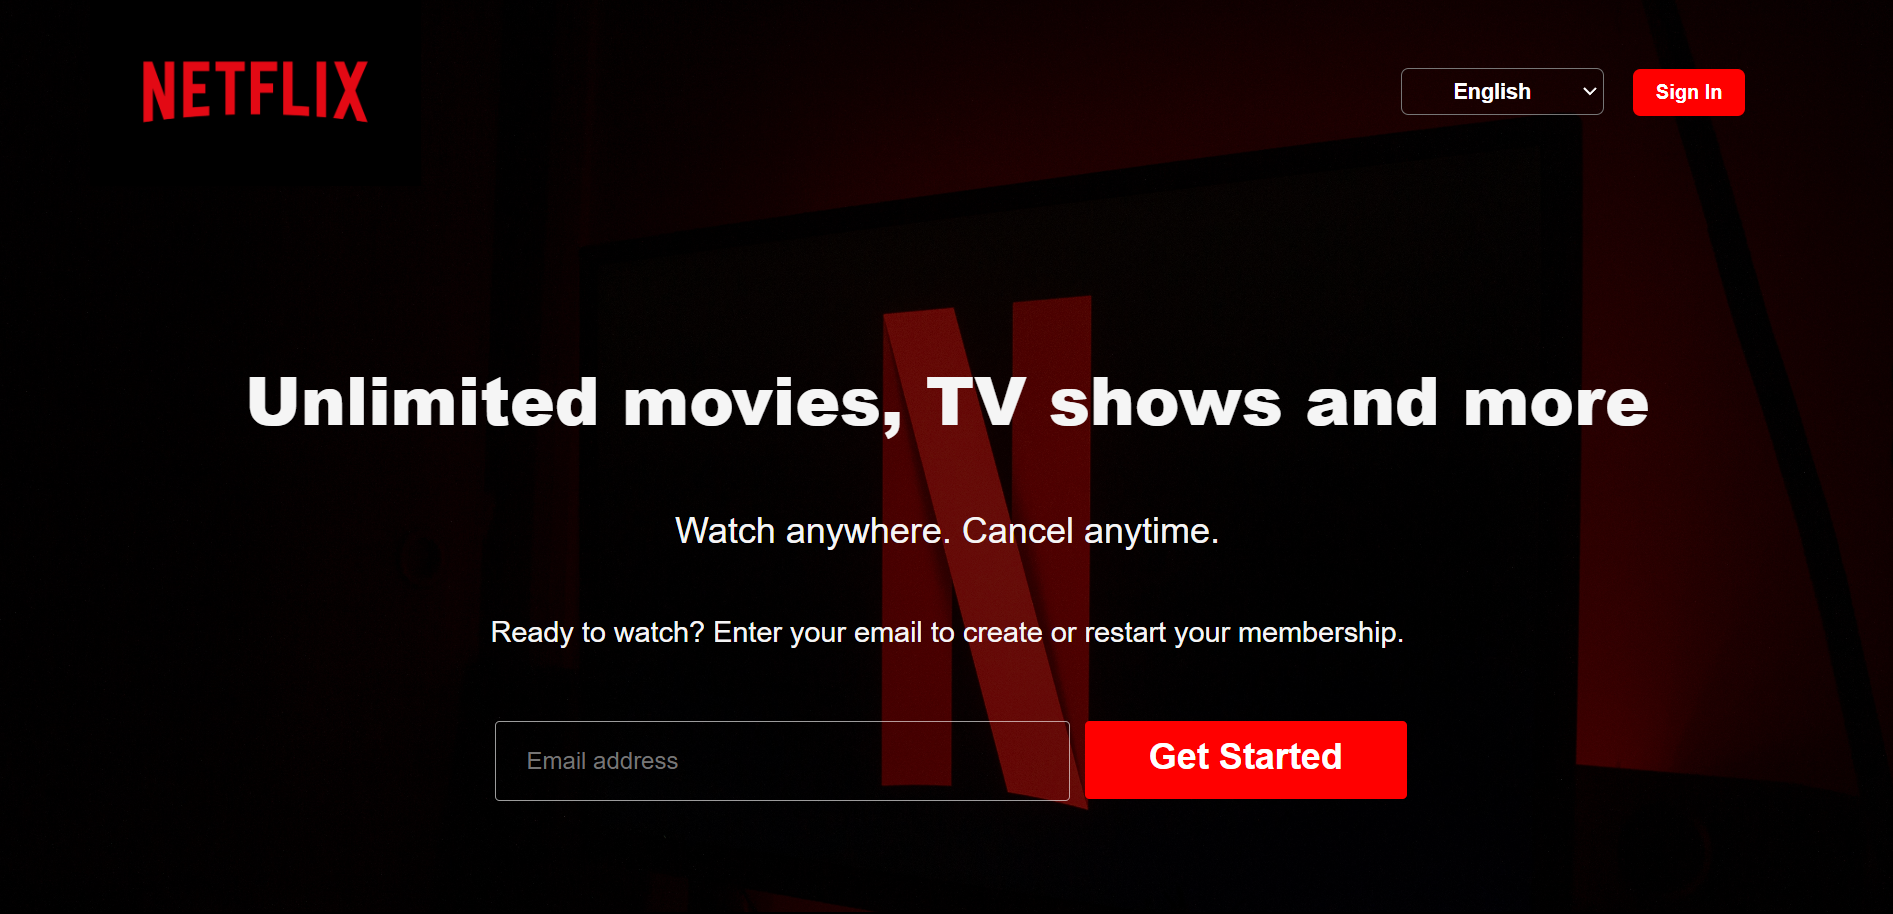 NETFLIX
English
Sign In
Unlimited movies, TV shows and more
Watch anywhere. Cancel anytime.
Ready to watch? Enter your email to create or restart your membership.
Email address
Get Started